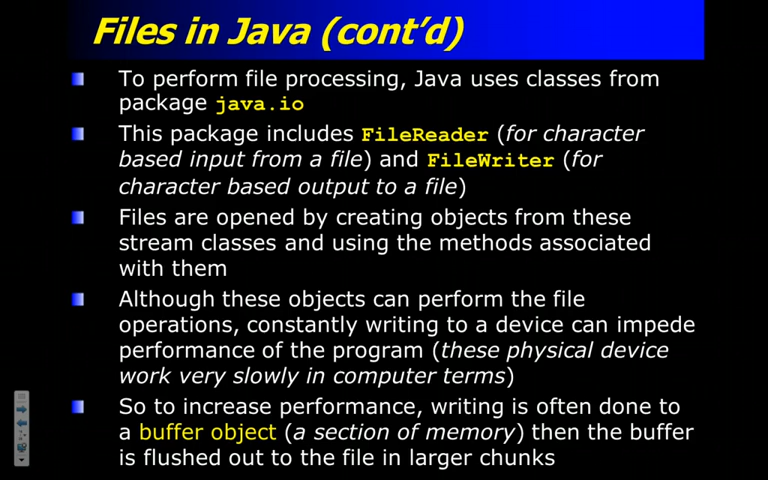 Files in Java (cont'd)
To perform file processing, Java uses classes from
package java.io
This package includes FileReader (for character
based input from a file) and FileWriter (for
character based output to a file)
Files are opened by creating objects from these
stream classes and using the methods associated
with them
Although these objects can perform the file
operations, constantly writing to a device can impede
performance of the program (these physical device
work very slowly in computer terms)
So to increase performance, writing is often done to
a buffer object (a section of memory) then the buffer
is flushed out to the file in larger chunks